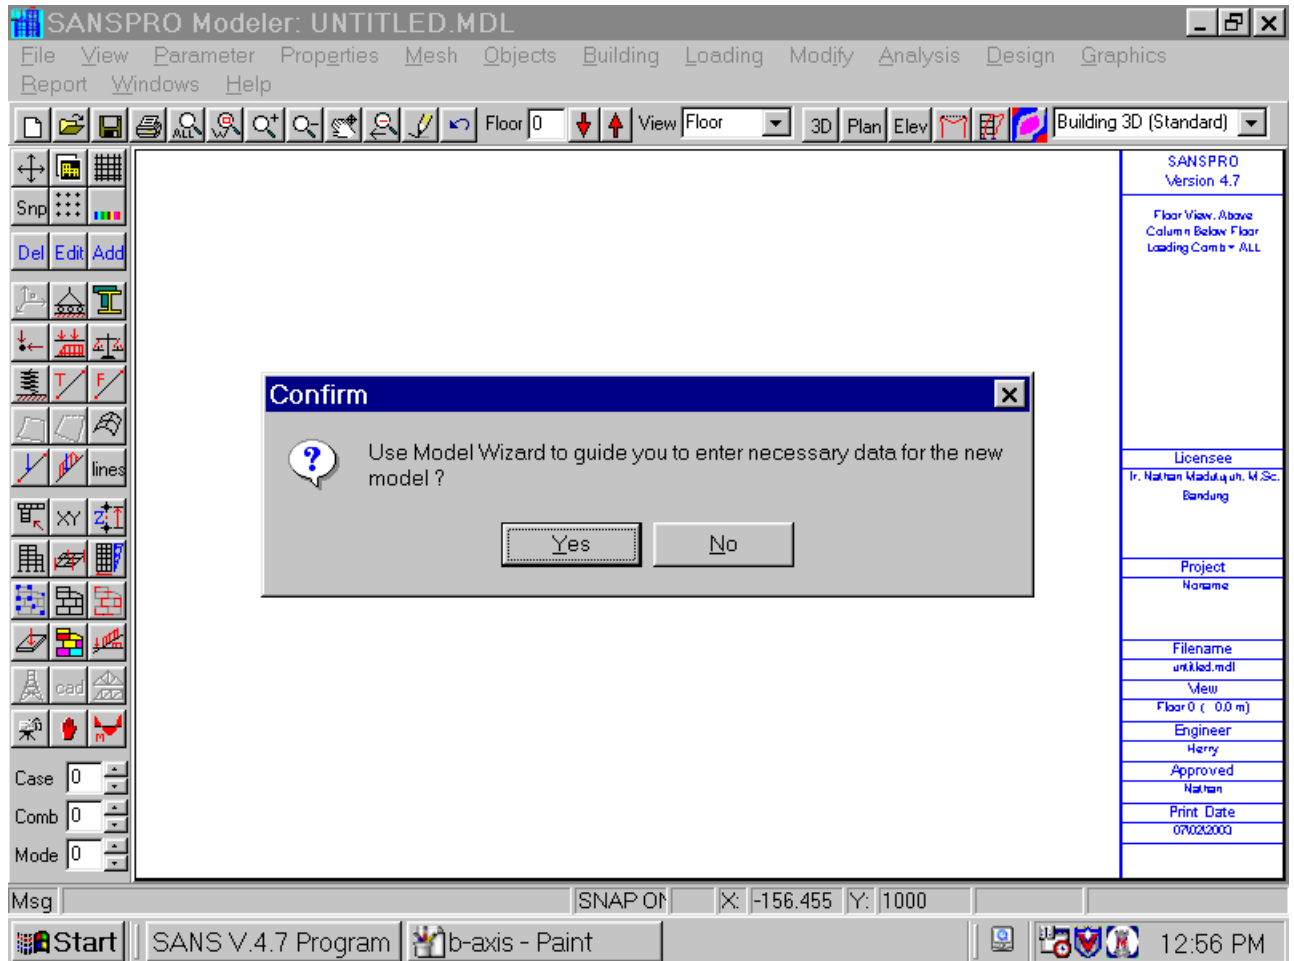 SANSPRO Modeler: UNTITLED.MDL
File View Parameter Properties Mesh Objects Building Loading Modify Analysis Design Graphics
Report Windows Help
ALL Floor 0 View Floor 3D Plan Elev Building 3D (Standard)
Snp
Del Edit Add
T F
lines
XY Z
cad
M
Case 0
Comb 0
Mode 0
SANSPRO
Version 4.7
Floor View. Above
Column Below Floor
Loading Comb = ALL
Confirm
Use Model Wizard to guide you to enter necessary data for the new
model ?
Yes No
Licensee
Ir. Nathan Madutujuh. M.Sc.
Bandung
Project
Noname
Filename
untitled.mdl
View
Floor 0 ( 0.0 m)
Engineer
Herry
Approved
Nathan
Print Date
Msg SNAP ON X: -156.455 Y: 1000
Start SANS V.4.7 Program b-axis - Paint 12:56 PM